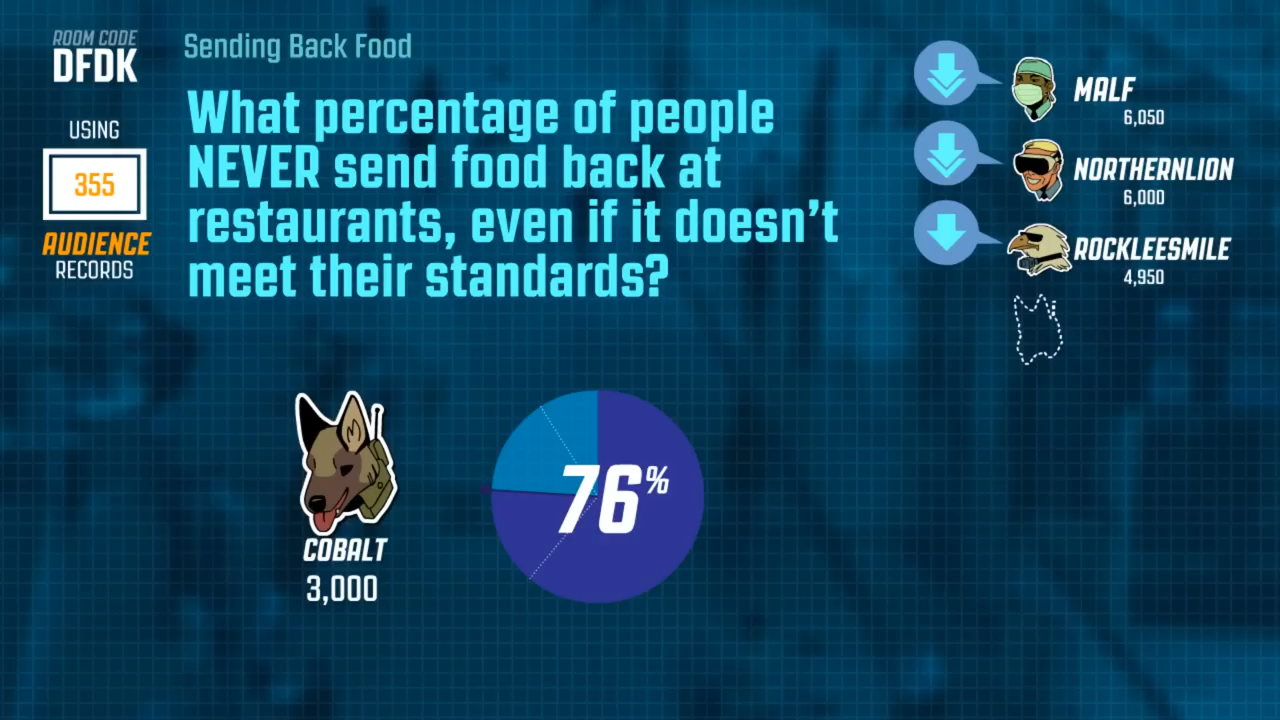 ROOM CODE
DFDK
USING
355
AUDIENCE
RECORDS
Sending Back Food
What percentage of people
NEVER send food back at
restaurants, even if it doesn’t
meet their standards?
MALF
6,050
NORTHERNLION
6,000
ROCKLEESMILE
4,950
COBALT
3,000
76%